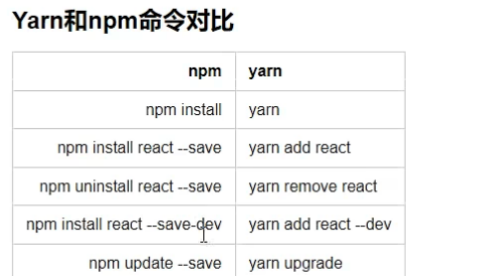 Yarn和npm命令对比
npm yarn
npm install yarn
npm install react --save yarn add react
npm uninstall react --save yarn remove react
npm install react --save-dev yarn add react --dev
npm update --save yarn upgrade